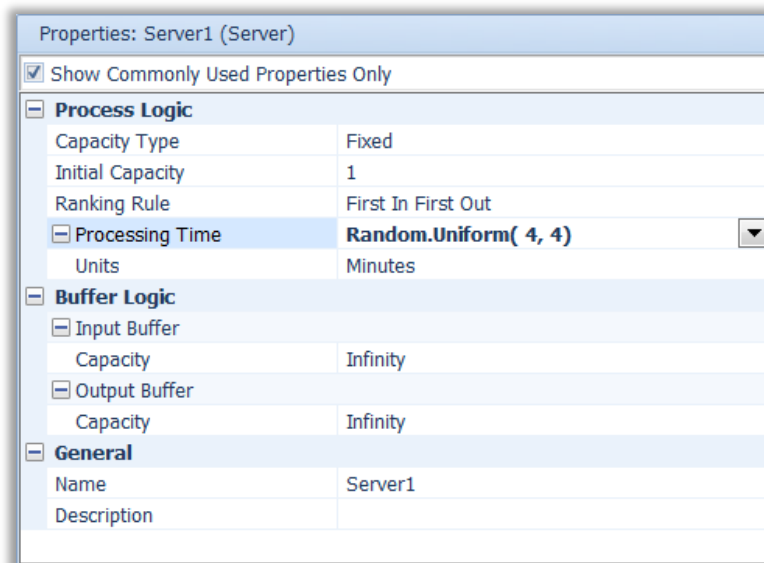 Properties: Server1 (Server)
Show Commonly Used Properties Only
Process Logic
Capacity Type Fixed
Initial Capacity 1
Ranking Rule First In First Out
Processing Time Random.Uniform( 4, 4)
Units Minutes
Buffer Logic
Input Buffer
Capacity Infinity
Output Buffer
Capacity Infinity
General
Name Server1
Description